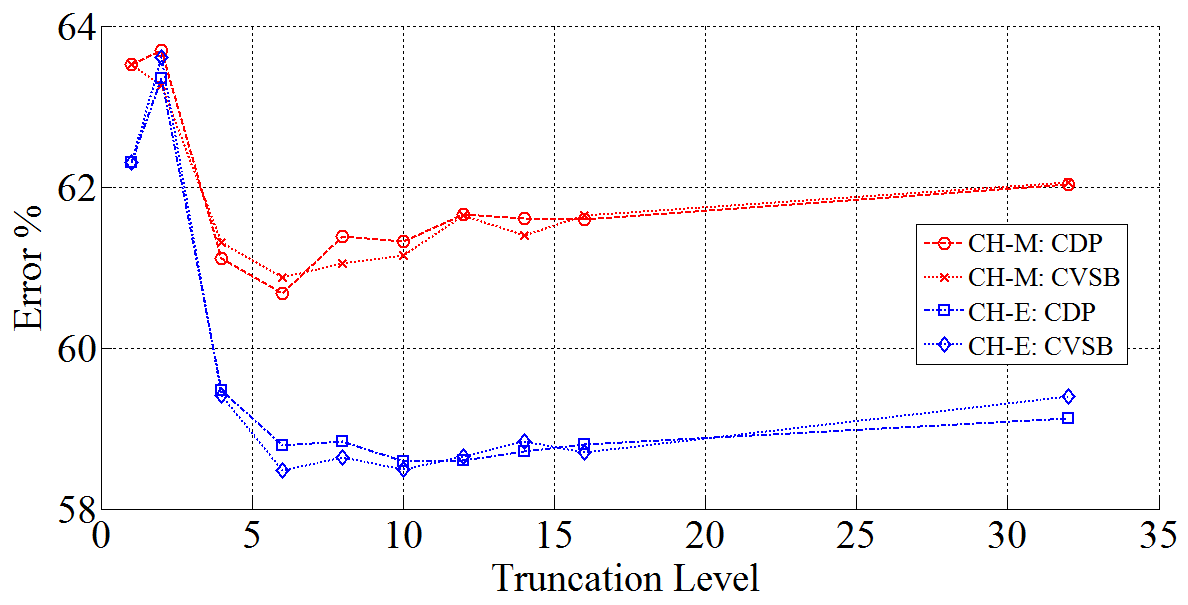 64
62
60
58
Error %
0 5 10 15 20 25 30 35
Truncation Level
CH-M: CDP
CH-M: CVSB
CH-E: CDP
CH-E: CVSB